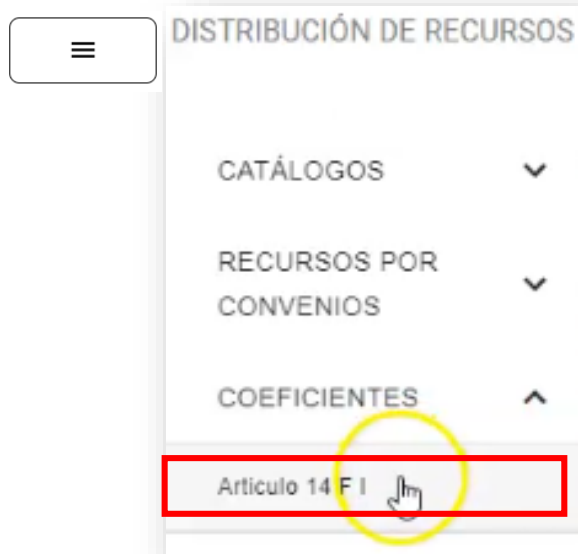 DISTRIBUCIÓN DE RECURSOS
CATÁLOGOS
RECURSOS POR
CONVENIOS
COEFICIENTES
Articulo 14 F I